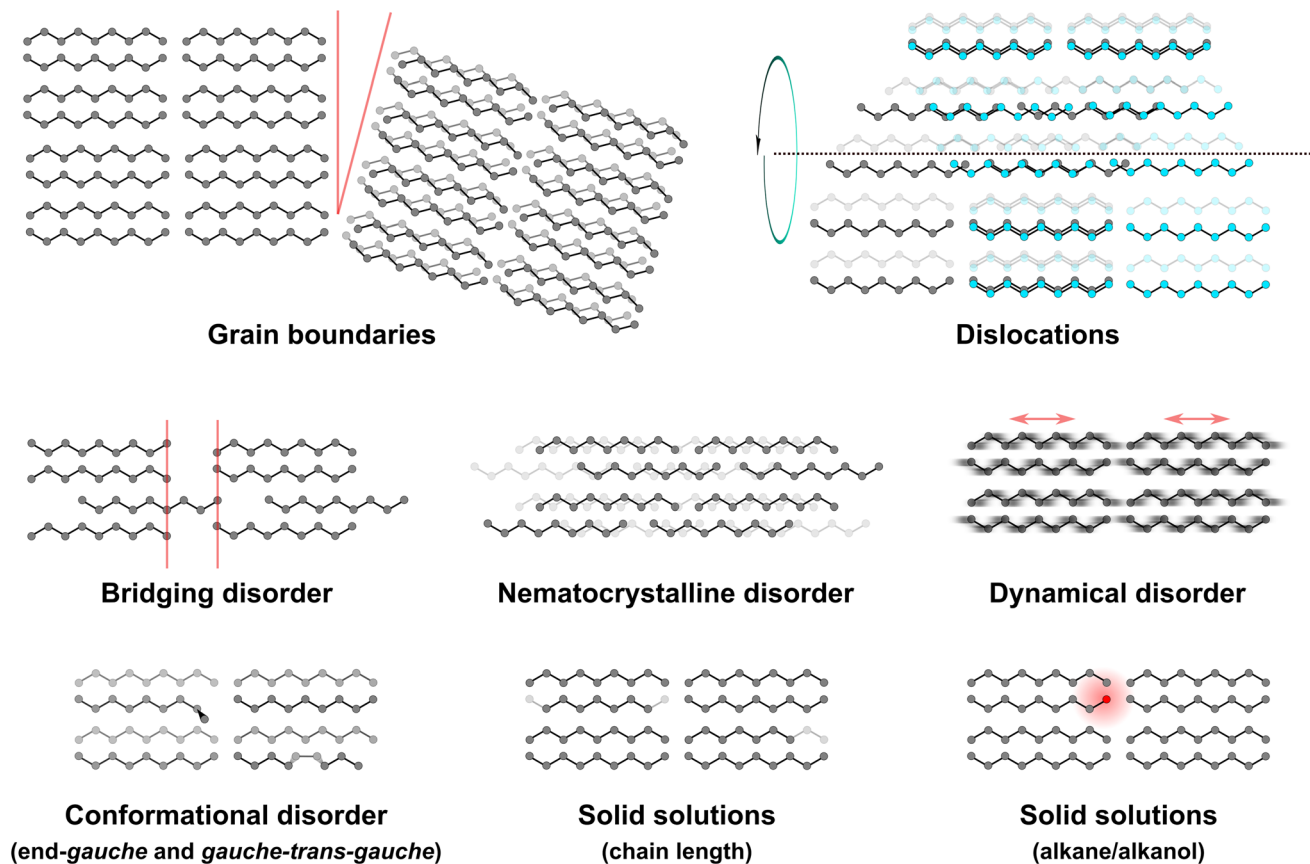 Grain boundaries
Dislocations
Bridging disorder
Nematocrystalline disorder
Dynamical disorder
Conformational disorder
(end-gauche and gauche-trans-gauche)
Solid solutions
(chain length)
Solid solutions
(alkane/alkanol)